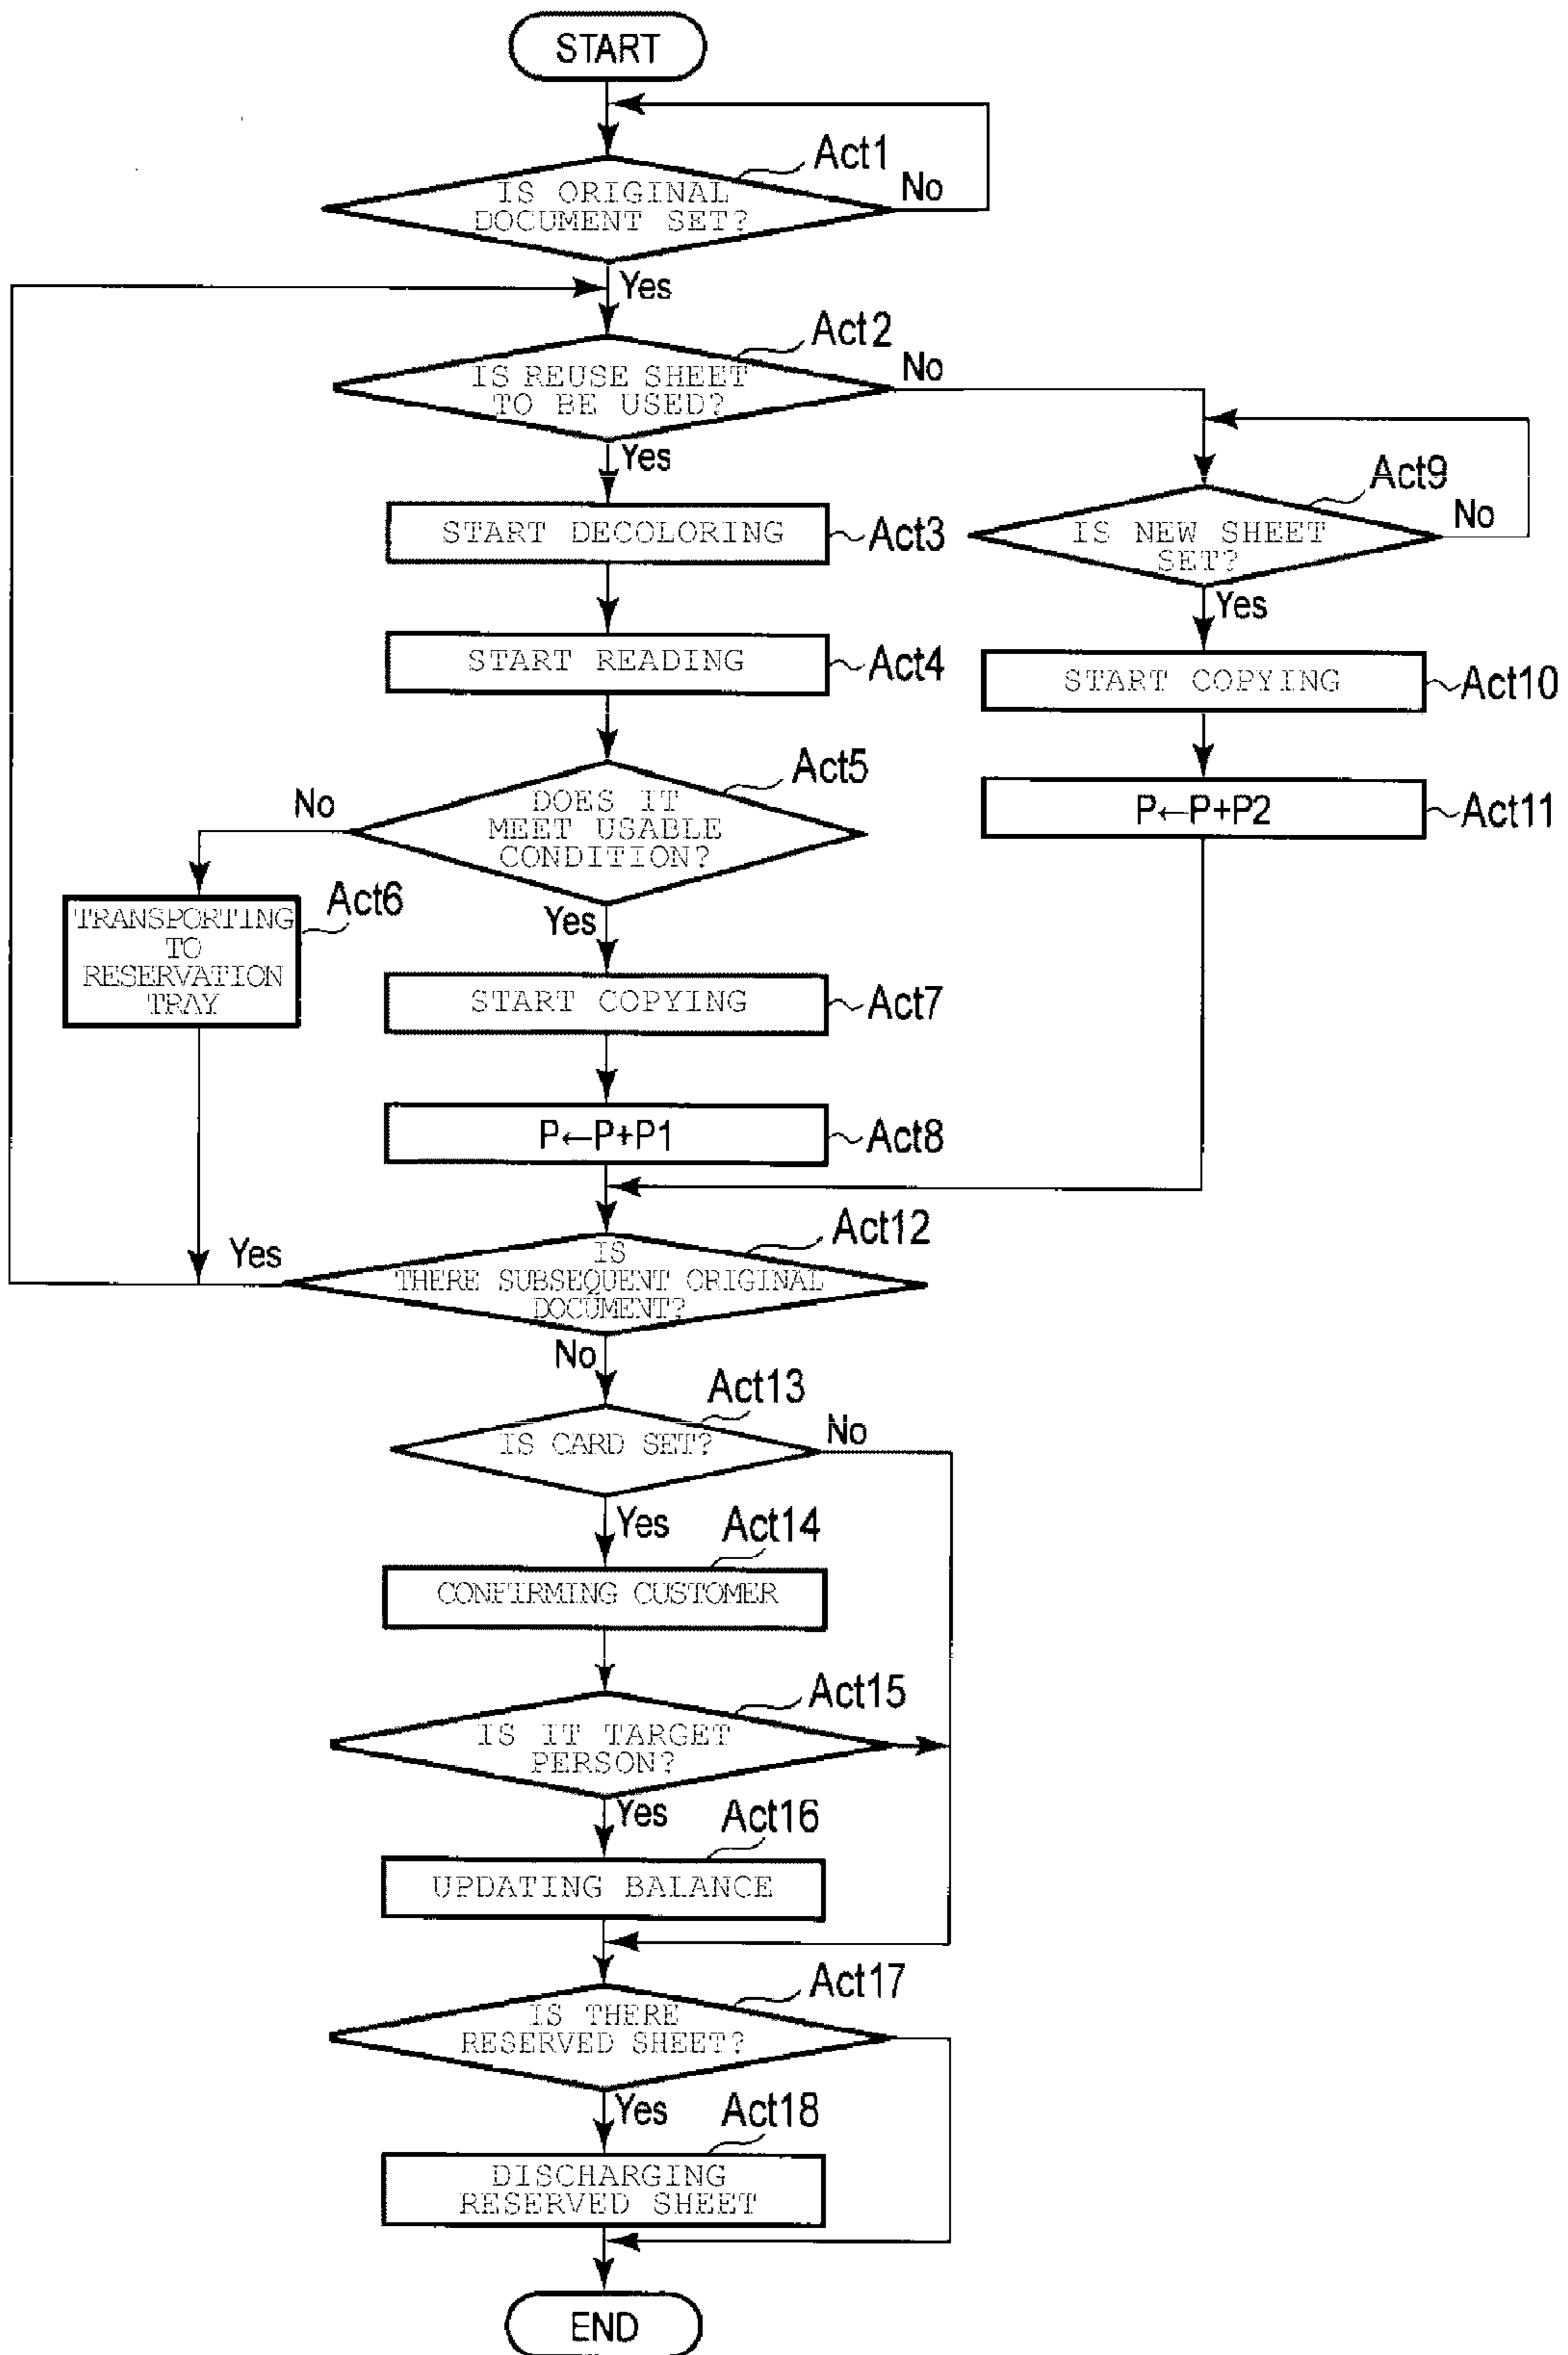 START
Act1
IS ORIGINAL
DOCUMENT SET?
No
Yes
Act2
IS REUSE SHEET
TO BE USED?
No
Yes
Act9
IS NEW SHEET
SET?
No
Yes
START DECOLORING
Act3
START READING
Act4
START COPYING
Act10
Act5
DOES IT
MEET USABLE
CONDITION?
No
Yes
P←P+P2
Act11
TRANSPORTING
TO
RESERVATION
TRAY
Act6
START COPYING
Act7
P←P+P1
Act8
Act12
IS
THERE SUBSEQUENT ORIGINAL
DOCUMENT?
Yes
No
Act13
IS CARD SET?
No
Yes
Act14
CONFIRMING CUSTOMER
Act15
IS IT TARGET
PERSON?
Yes
Act16
UPDATING BALANCE
Act17
IS THERE
RESERVED SHEET?
Yes
Act18
DISCHARGING
RESERVED SHEET
END